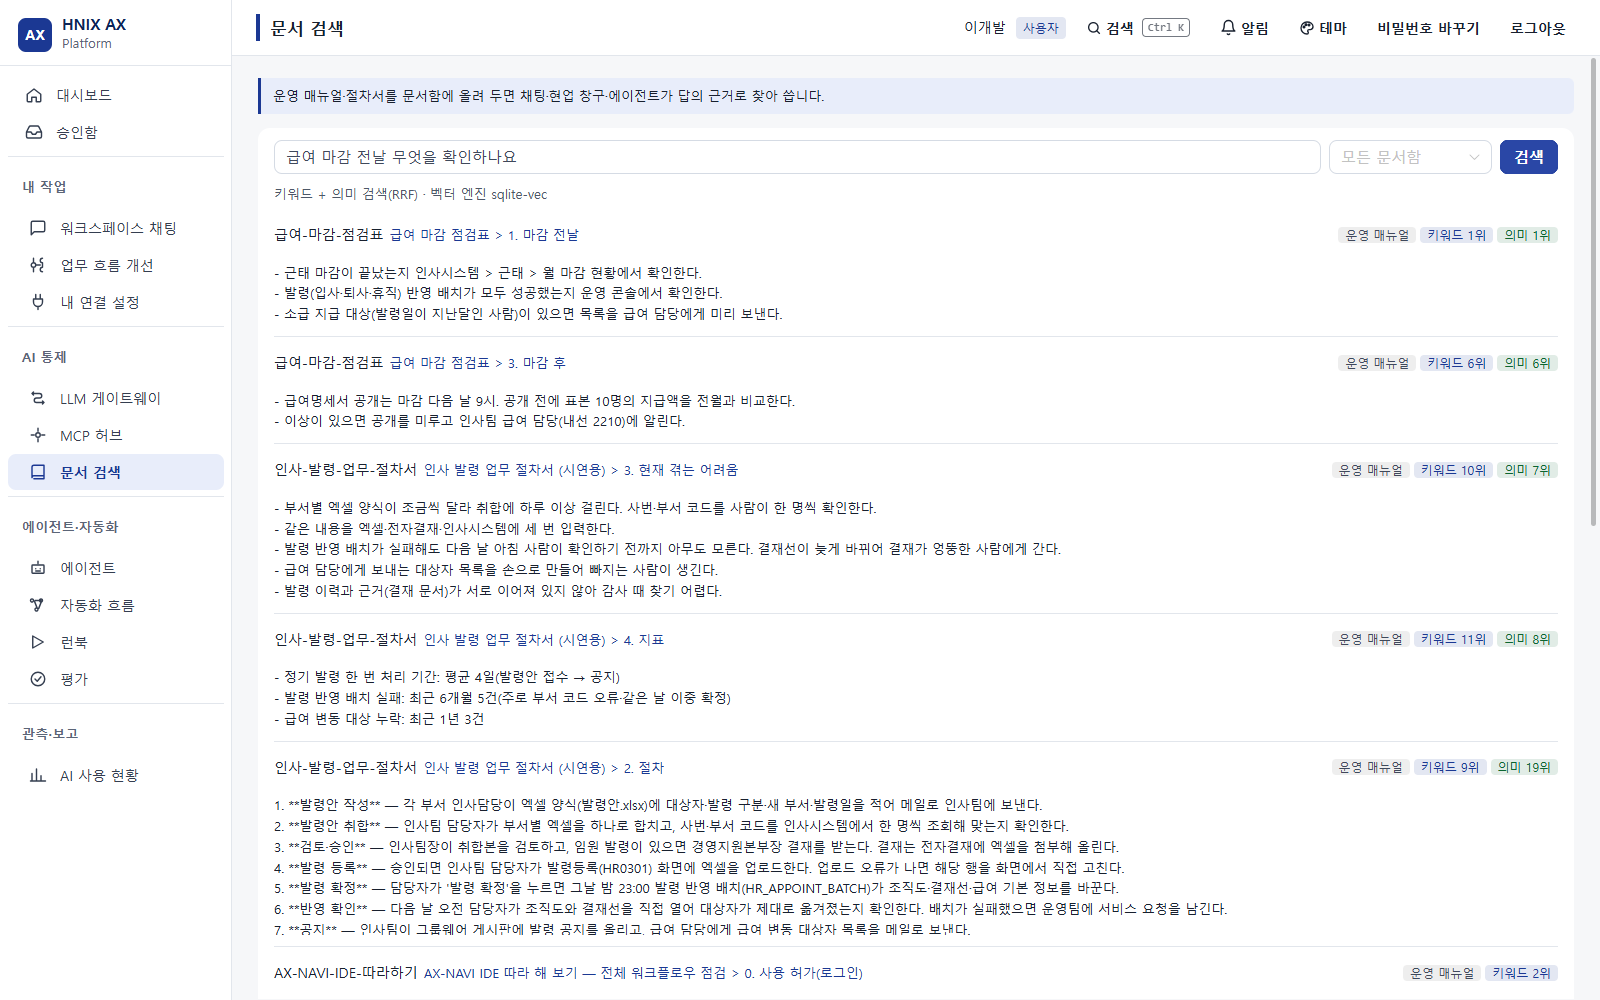 AX
HNIX AX
Platform
대시보드
승인함
내 작업
워크스페이스 채팅
업무 흐름 개선
내 연결 설정
AI 통제
LLM 게이트웨이
MCP 허브
문서 검색
에이전트·자동화
에이전트
자동화 흐름
런북
평가
관측·보고
AI 사용 현황
문서 검색
이개발 사용자 검색 Ctrl K 알림 테마 비밀번호 바꾸기 로그아웃
운영 매뉴얼·절차서를 문서함에 올려 두면 채팅·현업 창구·에이전트가 답의 근거로 찾아 씁니다.
급여 마감 전날 무엇을 확인하나요 모든 문서함 검색
키워드 + 의미 검색(RRF) · 벡터 엔진 sqlite-vec
급여-마감-점검표 급여 마감 점검표 > 1. 마감 전날 운영 매뉴얼 키워드 1위 의미 1위
- 근태 마감이 끝났는지 인사시스템 > 근태 > 월 마감 현황에서 확인한다.
- 발령(입사·퇴사·휴직) 반영 배치가 모두 성공했는지 운영 콘솔에서 확인한다.
- 소급 지급 대상(발령일이 지난달인 사람)이 있으면 목록을 급여 담당에게 미리 보낸다.
급여-마감-점검표 급여 마감 점검표 > 3. 마감 후 운영 매뉴얼 키워드 6위 의미 6위
- 급여명세서 공개는 마감 다음 날 9시. 공개 전에 표본 10명의 지급액을 전월과 비교한다.
- 이상이 있으면 공개를 미루고 인사팀 급여 담당(내선 2210)에 알린다.
인사-발령-업무-절차서 인사 발령 업무 절차서 (시연용) > 3. 현재 겪는 어려움 운영 매뉴얼 키워드 10위 의미 7위
- 부서별 엑셀 양식이 조금씩 달라 취합에 하루 이상 걸린다. 사번·부서 코드를 사람이 한 명씩 확인한다.
- 같은 내용을 엑셀·전자결재·인사시스템에 세 번 입력한다.
- 발령 반영 배치가 실패해도 다음 날 아침 사람이 확인하기 전까지 아무도 모른다. 결재선이 늦게 바뀌어 결재가 엉뚱한 사람에게 간다.
- 급여 담당에게 보내는 대상자 목록을 손으로 만들어 빠지는 사람이 생긴다.
- 발령 이력과 근거(결재 문서)가 서로 이어져 있지 않아 감사 때 찾기 어렵다.
인사-발령-업무-절차서 인사 발령 업무 절차서 (시연용) > 4. 지표 운영 매뉴얼 키워드 11위 의미 8위
- 정기 발령 한 번 처리 기간: 평균 4일(발령안 접수 → 공지)
- 발령 반영 배치 실패: 최근 6개월 5건(주로 부서 코드 오류·같은 날 이중 확정)
- 급여 변동 대상 누락: 최근 1년 3건
인사-발령-업무-절차서 인사 발령 업무 절차서 (시연용) > 2. 절차 운영 매뉴얼 키워드 9위 의미 19위
1. **발령안 작성** — 각 부서 인사담당이 엑셀 양식(발령안.xlsx)에 대상자·발령 구분·새 부서·발령일을 적어 메일로 인사팀에 보낸다.
2. **발령안 취합** — 인사팀 담당자가 부서별 엑셀을 하나로 합치고, 사번·부서 코드를 인사시스템에서 한 명씩 조회해 맞는지 확인한다.
3. **검토·승인** — 인사팀장이 취합본을 검토하고, 임원 발령이 있으면 경영지원본부장 결재를 받는다. 결재는 전자결재에 엑셀을 첨부해 올린다.
4. **발령 등록** — 승인되면 인사팀 담당자가 발령등록(HR0301) 화면에 엑셀을 업로드한다. 업로드 오류가 나면 해당 행을 화면에서 직접 고친다.
5. **발령 확정** — 담당자가 '발령 확정'을 누르면 그날 밤 23:00 발령 반영 배치(HR_APPOINT_BATCH)가 조직도·결재선·급여 기본 정보를 바꾼다.
6. **반영 확인** — 다음 날 오전 담당자가 조직도와 결재선을 직접 열어 대상자가 제대로 옮겨졌는지 확인한다. 배치가 실패했으면 운영팀에 서비스 요청을 남긴다.
7. **공지** — 인사팀이 그룹웨어 게시판에 발령 공지를 올리고, 급여 담당에게 급여 변동 대상자 목록을 메일로 보낸다.
AX-NAVI-IDE-따라하기 AX-NAVI IDE 따라 해 보기 — 전체 워크플로우 점검 > 0. 사용 허가(로그인) 운영 매뉴얼 키워드 2위